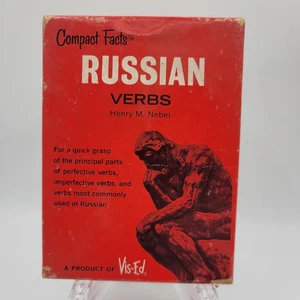 Compact Facts™
RUSSIAN
VERBS
Henry M. Nebel
For a quick grasp
of the principal parts
of perfective verbs,
imperfective verbs, and
verbs most commonly
used in Russian
A PRODUCT OF Vis-Ed.